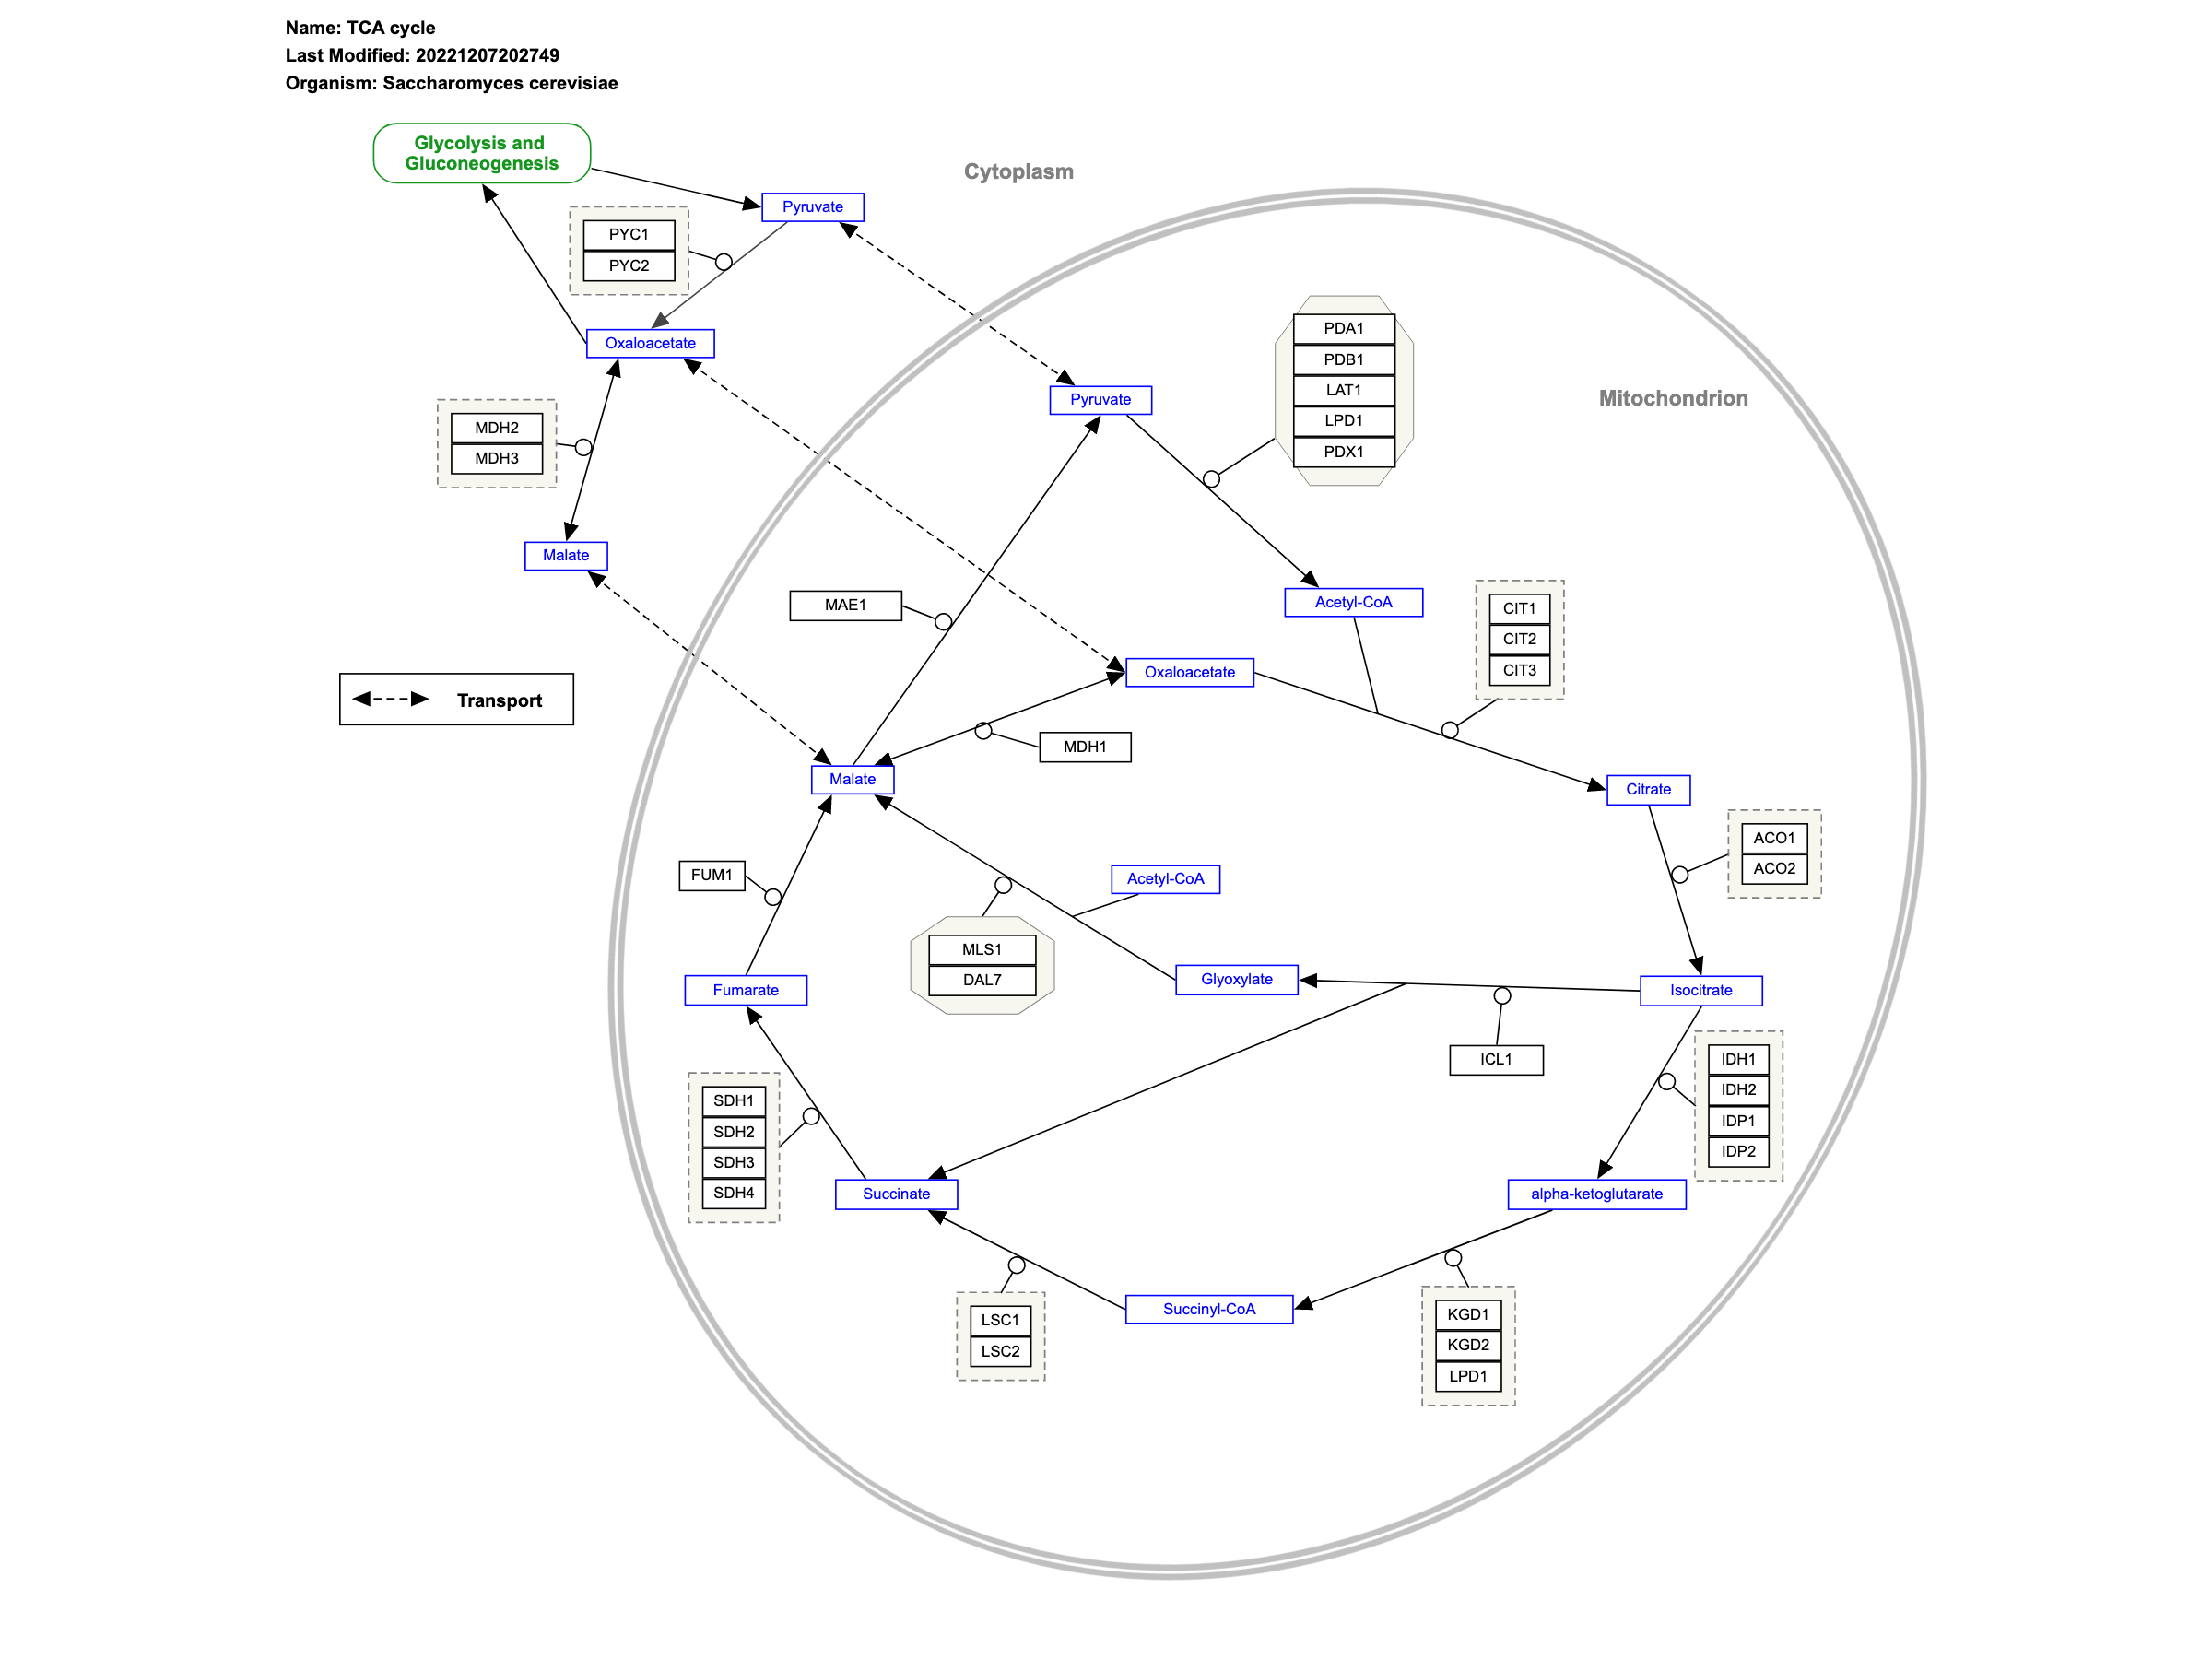 Name: TCA cycle
Last Modified: 20221207202749
Organism: Saccharomyces cerevisiae
Glycolysis and
Gluconeogenesis
Cytoplasm
Pyruvate
PYC1
PYC2
Oxaloacetate
PDA1
PDB1
LAT1
LPD1
PDX1
Pyruvate
Mitochondrion
MDH2
MDH3
Malate
MAE1
Acetyl-CoA
CIT1
CIT2
CIT3
Oxaloacetate
Transport
MDH1
Malate
Citrate
ACO1
ACO2
FUM1
Acetyl-CoA
MLS1
DAL7
Glyoxylate
Fumarate
Isocitrate
ICL1
IDH1
IDH2
IDP1
IDP2
SDH1
SDH2
SDH3
SDH4
Succinate
alpha-ketoglutarate
Succinyl-CoA
LSC1
LSC2
KGD1
KGD2
LPD1